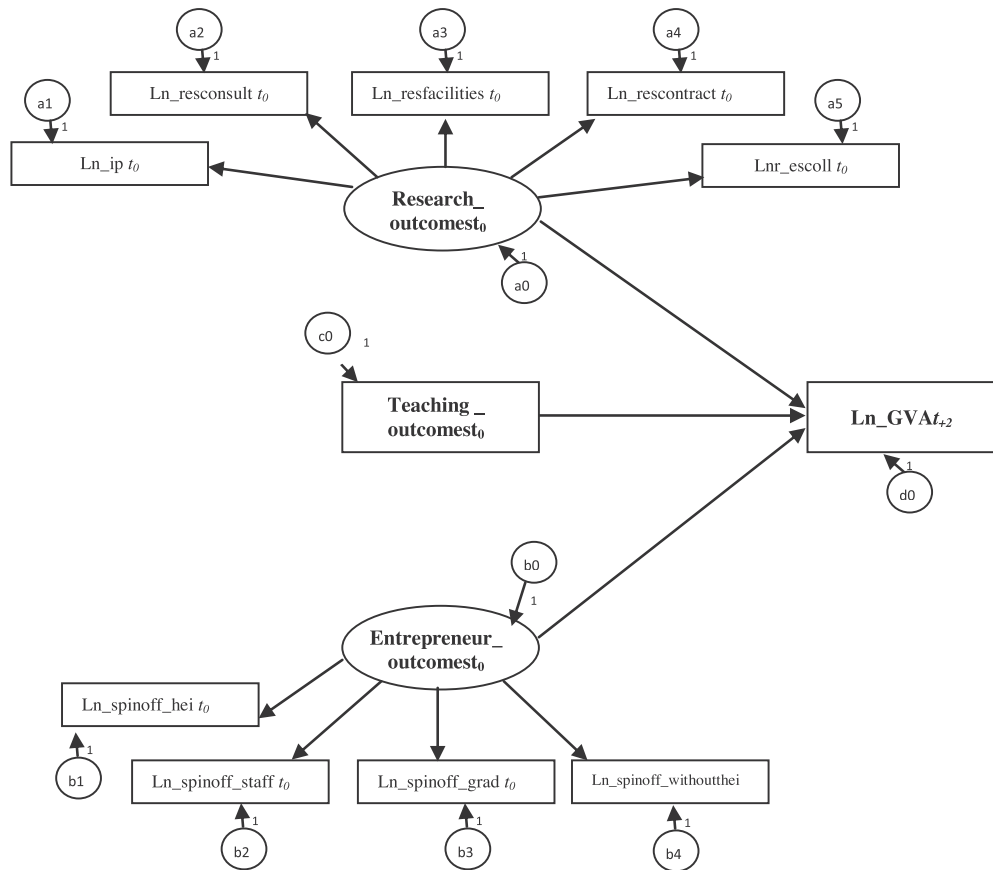 a2
a3
a4
1
1
1
Ln_resconsult t₀
Ln_resfacilities t₀
Ln_rescontract t₀
a1
a5
1
1
Ln_ip t₀
Lnr_escoll t₀
Research_
outcomest₀
1
a0
c0
1
Teaching _
outcomest₀
Ln_GVAt₊₂
1
d0
b0
1
Entrepreneur_
outcomest₀
Ln_spinoff_hei t₀
1
b1
Ln_spinoff_staff t₀
Ln_spinoff_grad t₀
Ln_spinoff_withoutthei
1
1
1
b2
b3
b4